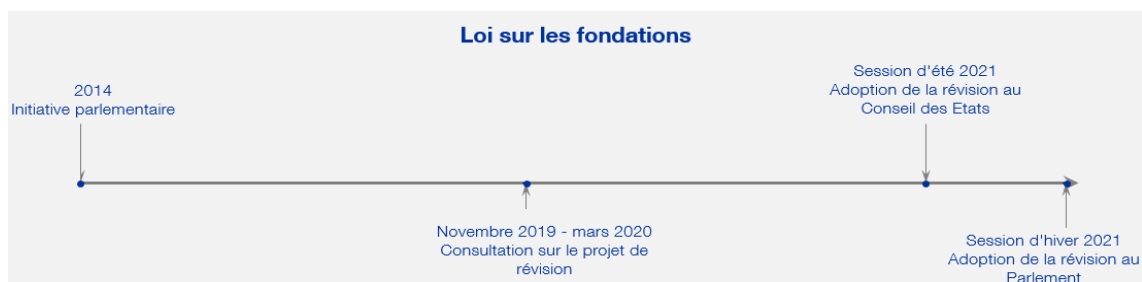 Loi sur les fondations
2014
Initiative parlementaire
Session d'été 2021
Adoption de la révision au
Conseil des Etats
Novembre 2019 - mars 2020
Consultation sur le projet de
révision
Session d'hiver 2021
Adoption de la révision au
Parlement